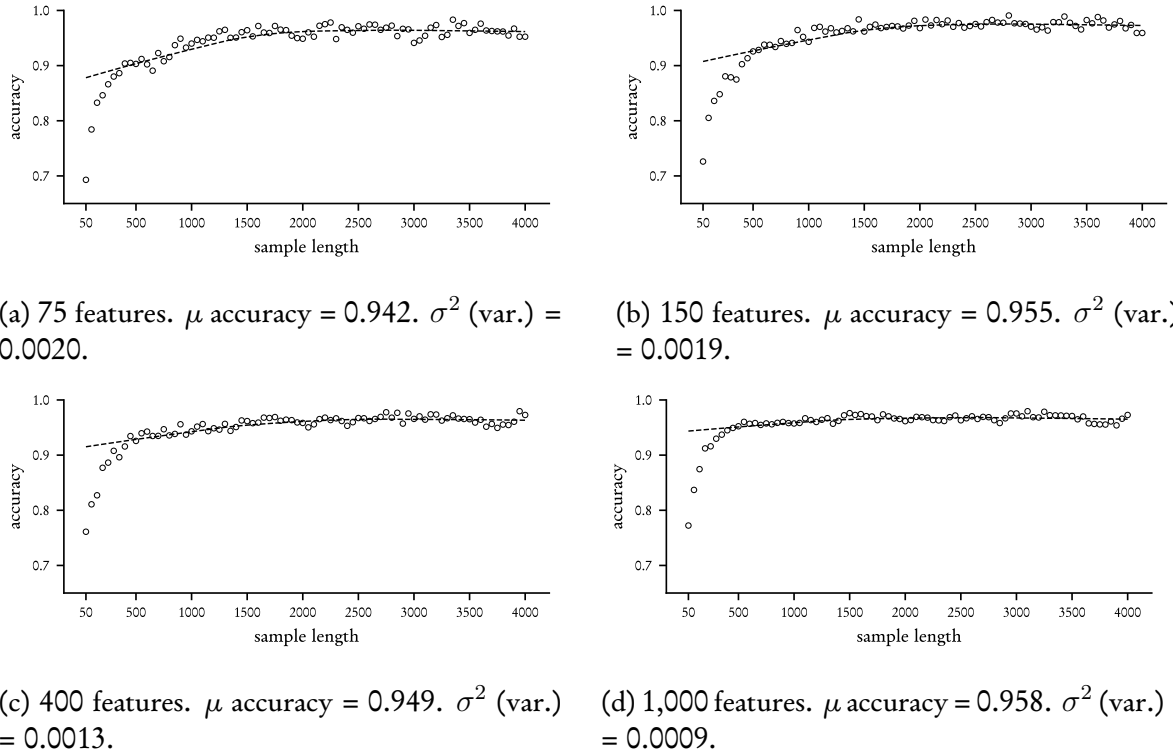 1.0
0.9
0.8
0.7
accuracy
50 500 1000 1500 2000 2500 3000 3500 4000
sample length
(a) 75 features. μ accuracy = 0.942. σ² (var.) =
0.0020.
1.0
0.9
0.8
0.7
accuracy
50 500 1000 1500 2000 2500 3000 3500 4000
sample length
(b) 150 features. μ accuracy = 0.955. σ² (var.)
= 0.0019.
1.0
0.9
0.8
0.7
accuracy
50 500 1000 1500 2000 2500 3000 3500 4000
sample length
(c) 400 features. μ accuracy = 0.949. σ² (var.)
= 0.0013.
1.0
0.9
0.8
0.7
accuracy
50 500 1000 1500 2000 2500 3000 3500 4000
sample length
(d) 1,000 features. μ accuracy = 0.958. σ² (var.)
= 0.0009.